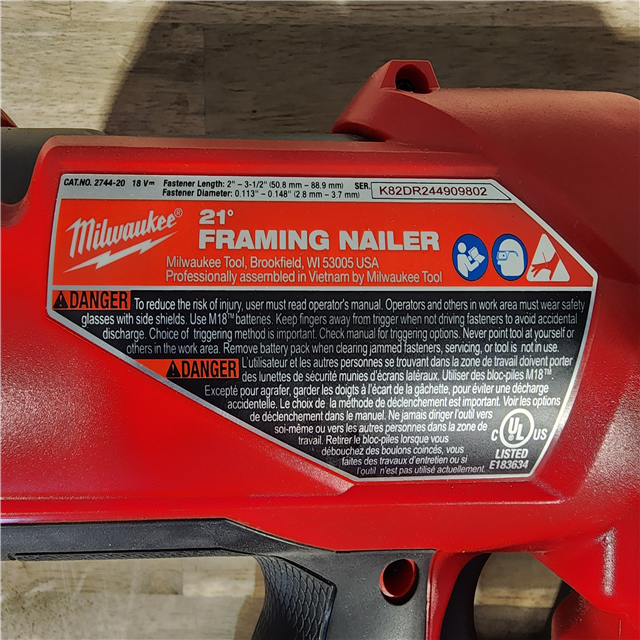 CAT.NO. 2744-20 18 V⎓ Fastener Length: 2" – 3-1/2" (50,8 mm – 88.9 mm) SER. K82DR244909802
Fastener Diameter: 0.113" – 0.148" (2.8 mm – 3.7 mm)
Milwaukee® 21°
FRAMING NAILER
Milwaukee Tool, Brookfield, WI 53005 USA
Professionally assembled in Vietnam by Milwaukee Tool
DANGER To reduce the risk of injury, user must read operator's manual. Operators and others in work area must wear safety
glasses with side shields. Use M18™ batteries. Keep fingers away from trigger when not driving fasteners to avoid accidental
discharge. Choice of triggering method is important. Check manual for triggering options. Never point tool at yourself or
others in the work area. Remove battery pack when clearing jammed fasteners, servicing, or tool is not in use.
DANGER L'utilisateur et les autres personnes se trouvant dans la zone de travail doivent porter
des lunettes de sécurité munies d'écrans latéraux. Utiliser des bloc-piles M18™.
Excepté pour agrafer, garder les doigts à l'écart de la gâchette, pour éviter une décharge
accidentelle. Le choix de la méthode de déclenchement est important. Voir les options
de déclenchement dans le manuel. Ne jamais diriger l'outil vers
soi-même ou vers les autres personnes dans la zone de
travail. Retirer le bloc-piles lorsque vous
débouchez des boulons coincés, vous
faites des travaux d'entretien ou si
l'outil n'est pas utilisé actuellement.
C UL US
LISTED
E183634